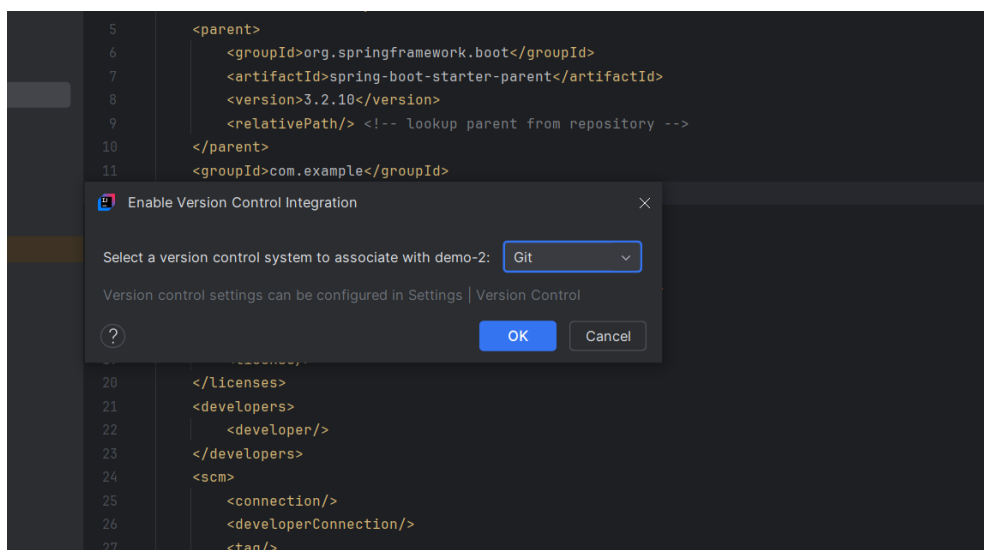 5 <parent>
6 <groupId>org.springframework.boot</groupId>
7 <artifactId>spring-boot-starter-parent</artifactId>
8 <version>3.2.10</version>
9 <relativePath/> <!-- lookup parent from repository -->
10 </parent>
11 <groupId>com.example</groupId>
Enable Version Control Integration
Select a version control system to associate with demo-2: Git
Version control settings can be configured in Settings | Version Control
? OK Cancel
20 </licenses>
21 <developers>
22 <developer/>
23 </developers>
24 <scm>
25 <connection/>
26 <developerConnection/>
27 <tag/>